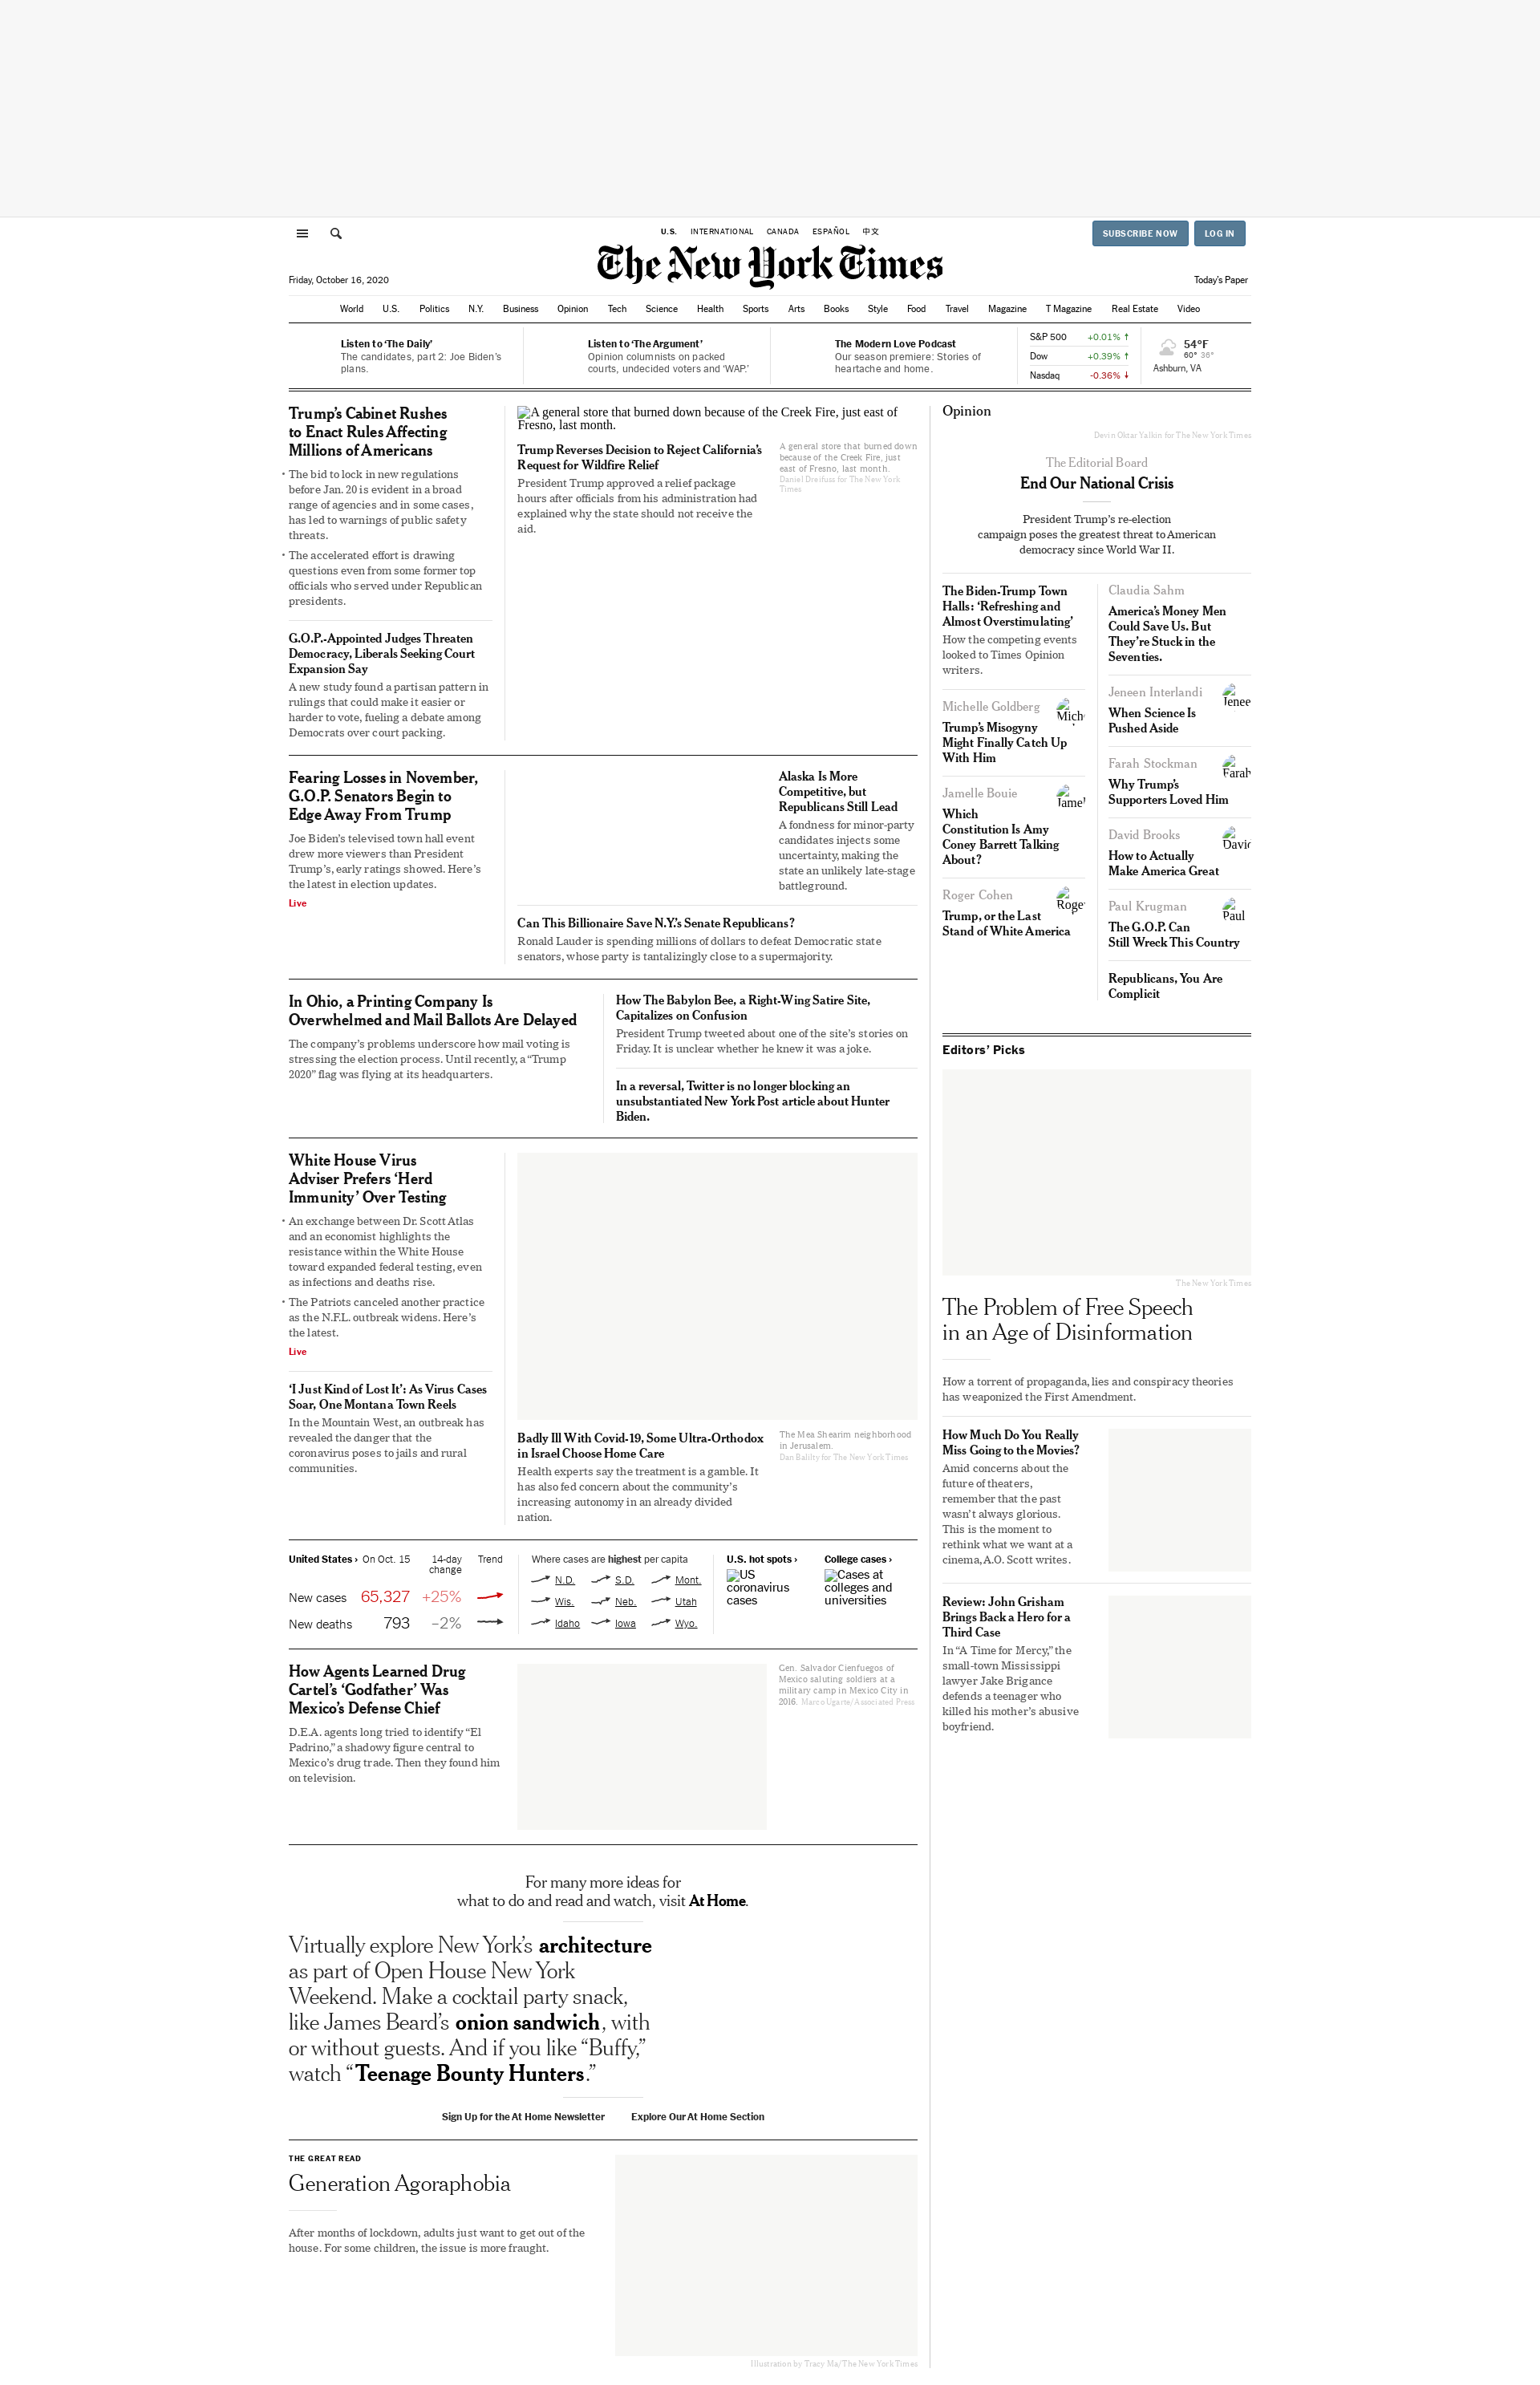 U.S. INTERNATIONAL CANADA ESPAÑOL 中文
SUBSCRIBE NOW LOG IN
The New York Times
Friday, October 16, 2020
Today's Paper
World U.S. Politics N.Y. Business Opinion Tech Science Health Sports Arts Books Style Food Travel Magazine T Magazine Real Estate Video
Listen to ‘The Daily’
The candidates, part 2: Joe Biden’s
plans.
Listen to ‘The Argument’
Opinion columnists on packed
courts, undecided voters and ‘WAP.’
The Modern Love Podcast
Our season premiere: Stories of
heartache and home.
S&P 500 +0.01%
Dow +0.39%
Nasdaq -0.36%
54°F
60° 36°
Ashburn, VA
Trump’s Cabinet Rushes
to Enact Rules Affecting
Millions of Americans
• The bid to lock in new regulations
before Jan. 20 is evident in a broad
range of agencies and in some cases,
has led to warnings of public safety
threats.
• The accelerated effort is drawing
questions even from some former top
officials who served under Republican
presidents.
G.O.P.-Appointed Judges Threaten
Democracy, Liberals Seeking Court
Expansion Say
A new study found a partisan pattern in
rulings that could make it easier or
harder to vote, fueling a debate among
Democrats over court packing.
A general store that burned down because of the Creek Fire, just east of
Fresno, last month.
Trump Reverses Decision to Reject California’s
Request for Wildfire Relief
President Trump approved a relief package
hours after officials from his administration had
explained why the state should not receive the
aid.
A general store that burned down
because of the Creek Fire, just
east of Fresno, last month.
Daniel Dreifuss for The New York
Times
Fearing Losses in November,
G.O.P. Senators Begin to
Edge Away From Trump
Joe Biden’s televised town hall event
drew more viewers than President
Trump’s, early ratings showed. Here’s
the latest in election updates.
Live
Alaska Is More
Competitive, but
Republicans Still Lead
A fondness for minor-party
candidates injects some
uncertainty, making the
state an unlikely late-stage
battleground.
Can This Billionaire Save N.Y.’s Senate Republicans?
Ronald Lauder is spending millions of dollars to defeat Democratic state
senators, whose party is tantalizingly close to a supermajority.
In Ohio, a Printing Company Is
Overwhelmed and Mail Ballots Are Delayed
The company’s problems underscore how mail voting is
stressing the election process. Until recently, a “Trump
2020” flag was flying at its headquarters.
How The Babylon Bee, a Right-Wing Satire Site,
Capitalizes on Confusion
President Trump tweeted about one of the site’s stories on
Friday. It is unclear whether he knew it was a joke.
In a reversal, Twitter is no longer blocking an
unsubstantiated New York Post article about Hunter
Biden.
White House Virus
Adviser Prefers ‘Herd
Immunity’ Over Testing
• An exchange between Dr. Scott Atlas
and an economist highlights the
resistance within the White House
toward expanded federal testing, even
as infections and deaths rise.
• The Patriots canceled another practice
as the N.F.L. outbreak widens. Here’s
the latest.
Live
‘I Just Kind of Lost It’: As Virus Cases
Soar, One Montana Town Reels
In the Mountain West, an outbreak has
revealed the danger that the
coronavirus poses to jails and rural
communities.
Badly Ill With Covid-19, Some Ultra-Orthodox
in Israel Choose Home Care
Health experts say the treatment is a gamble. It
has also fed concern about the community’s
increasing autonomy in an already divided
nation.
The Mea Shearim neighborhood
in Jerusalem.
Dan Balilty for The New York Times
United States › On Oct. 15 14-day
change Trend
New cases 65,327 +25%
New deaths 793 –2%
Where cases are highest per capita
N.D. S.D. Mont.
Wis. Neb. Utah
Idaho Iowa Wyo.
U.S. hot spots ›
US
coronavirus
cases
College cases ›
Cases at
colleges and
universities
How Agents Learned Drug
Cartel’s ‘Godfather’ Was
Mexico’s Defense Chief
D.E.A. agents long tried to identify “El
Padrino,” a shadowy figure central to
Mexico’s drug trade. Then they found him
on television.
Gen. Salvador Cienfuegos of
Mexico saluting soldiers at a
military camp in Mexico City in
2016. Marco Ugarte/Associated Press
For many more ideas for
what to do and read and watch, visit At Home.
Virtually explore New York’s architecture
as part of Open House New York
Weekend. Make a cocktail party snack,
like James Beard’s onion sandwich, with
or without guests. And if you like “Buffy,”
watch “Teenage Bounty Hunters.”
Sign Up for the At Home Newsletter Explore Our At Home Section
THE GREAT READ
Generation Agoraphobia
After months of lockdown, adults just want to get out of the
house. For some children, the issue is more fraught.
Illustration by Tracy Ma/The New York Times
Opinion
Devin Oktar Yalkin for The New York Times
The Editorial Board
End Our National Crisis
President Trump’s re-election
campaign poses the greatest threat to American
democracy since World War II.
The Biden-Trump Town
Halls: ‘Refreshing and
Almost Overstimulating’
How the competing events
looked to Times Opinion
writers.
Michelle Goldberg
Trump’s Misogyny
Might Finally Catch Up
With Him
Jamelle Bouie
Which
Constitution Is Amy
Coney Barrett Talking
About?
Roger Cohen
Roger
Trump, or the Last
Stand of White America
Claudia Sahm
America’s Money Men
Could Save Us. But
They’re Stuck in the
Seventies.
Jeneen Interlandi
When Science Is
Pushed Aside
Farah Stockman
Farah
Why Trump’s
Supporters Loved Him
David Brooks
David
How to Actually
Make America Great
Paul Krugman
Paul
The G.O.P. Can
Still Wreck This Country
Republicans, You Are
Complicit
Editors’ Picks
The New York Times
The Problem of Free Speech
in an Age of Disinformation
How a torrent of propaganda, lies and conspiracy theories
has weaponized the First Amendment.
How Much Do You Really
Miss Going to the Movies?
Amid concerns about the
future of theaters,
remember that the past
wasn’t always glorious.
This is the moment to
rethink what we want at a
cinema, A.O. Scott writes.
Review: John Grisham
Brings Back a Hero for a
Third Case
In “A Time for Mercy,” the
small-town Mississippi
lawyer Jake Brigance
defends a teenager who
killed his mother’s abusive
boyfriend.